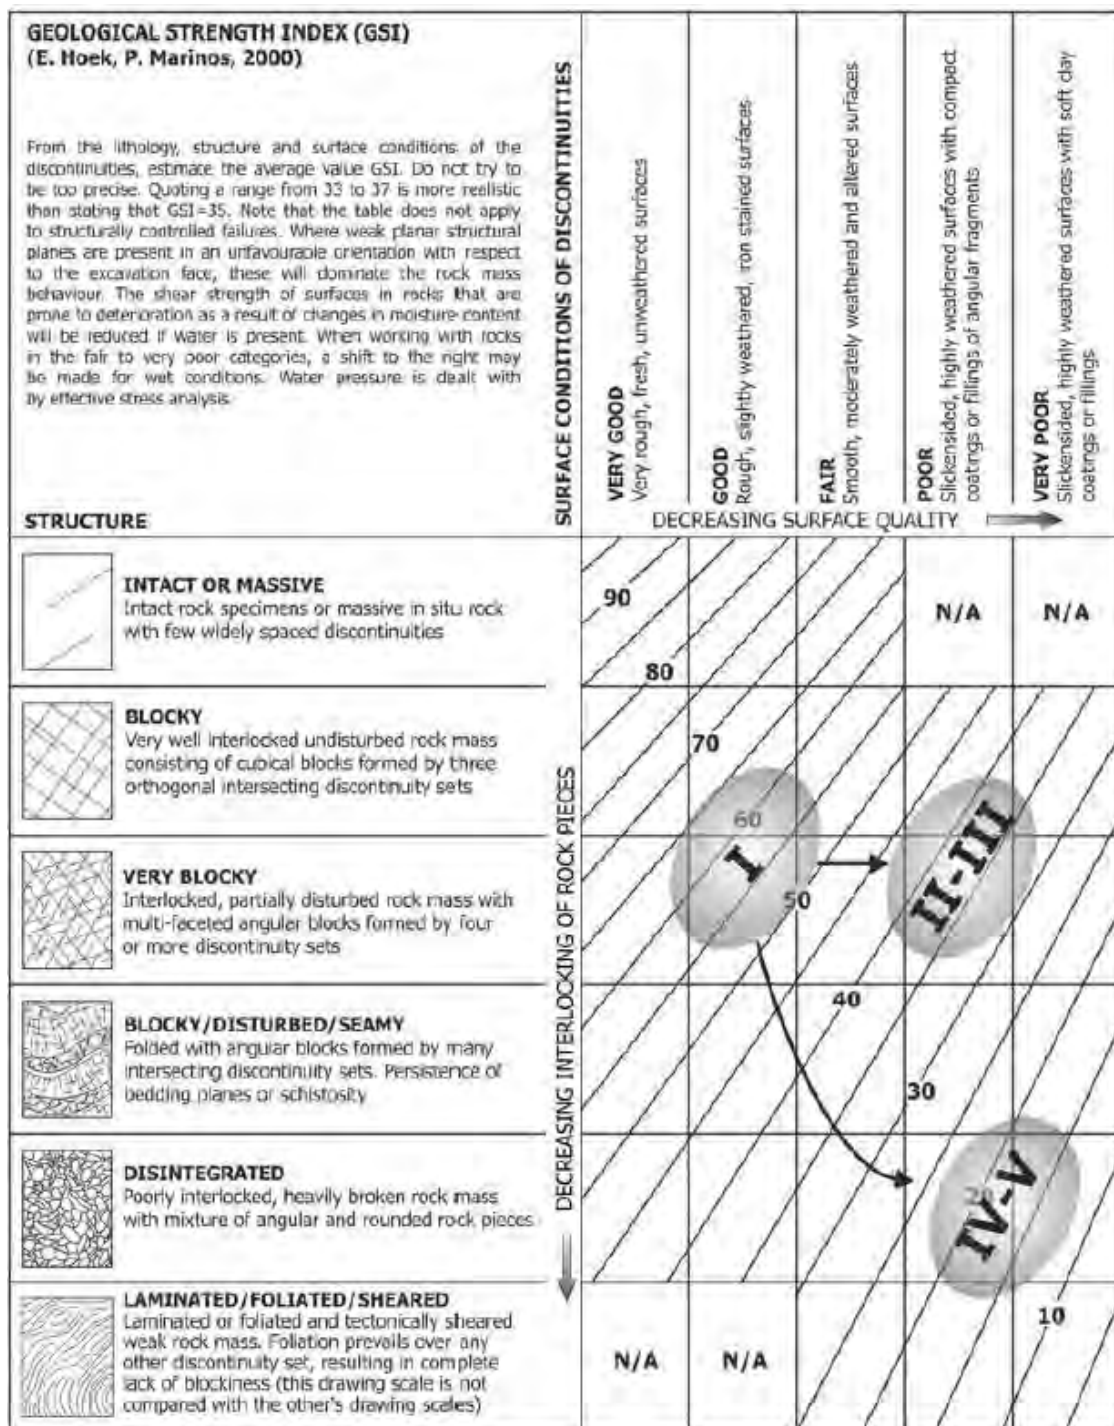 GEOLOGICAL STRENGTH INDEX (GSI)
(E. Hoek, P. Marinos, 2000)
From the lithology, structure and surface conditions of the
discontinuities, estimate the average value GSI. Do not try to
be too precise. Quoting a range from 33 to 37 is more realistic
than stating that GSI=35. Note that the table does not apply
to structurally controlled failures. Where weak planar structural
planes are present in an unfavourable orientation with respect
to the excavation face, these will dominate the rock mass
behaviour. The shear strength of surfaces in rocks that are
prone to deterioration as a result of changes in moisture content
will be reduced if water is present. When working with rocks
in the fair to very poor categories, a shift to the right may
be made for wet conditions. Water pressure is dealt with
by effective stress analysis.
STRUCTURE
SURFACE CONDITIONS OF DISCONTINUITIES
VERY GOOD
Very rough, fresh, unweathered surfaces
GOOD
Rough, slightly weathered, iron stained surfaces
FAIR
Smooth, moderately weathered and altered surfaces
POOR
Slickensided, highly weathered surfaces with compact
coatings or fillings of angular fragments
VERY POOR
Slickensided, highly weathered surfaces with soft day
coatings or fillings
DECREASING SURFACE QUALITY
DECREASING INTERLOCKING OF ROCK PIECES
INTACT OR MASSIVE
Intact rock specimens or massive in situ rock
with few widely spaced discontinuities
90
80
N/A
N/A
BLOCKY
Very well interlocked undisturbed rock mass
consisting of cubical blocks formed by three
orthogonal intersecting discontinuity sets
70
60
VERY BLOCKY
Interlocked, partially disturbed rock mass with
multi-faceted angular blocks formed by four
or more discontinuity sets
I
50
II-III
BLOCKY/DISTURBED/SEAMY
Folded with angular blocks formed by many
intersecting discontinuity sets. Persistence of
bedding planes or schistosity
40
30
DISINTEGRATED
Poorly interlocked, heavily broken rock mass
with mixture of angular and rounded rock pieces
20
IV-V
LAMINATED/FOLIATED/SHEARED
Laminated or foliated and tectonically sheared
weak rock mass. Foliation prevails over any
other discontinuity set, resulting in complete
lack of blockiness (this drawing scale is not
compared with the other's drawing scales)
N/A
N/A
10